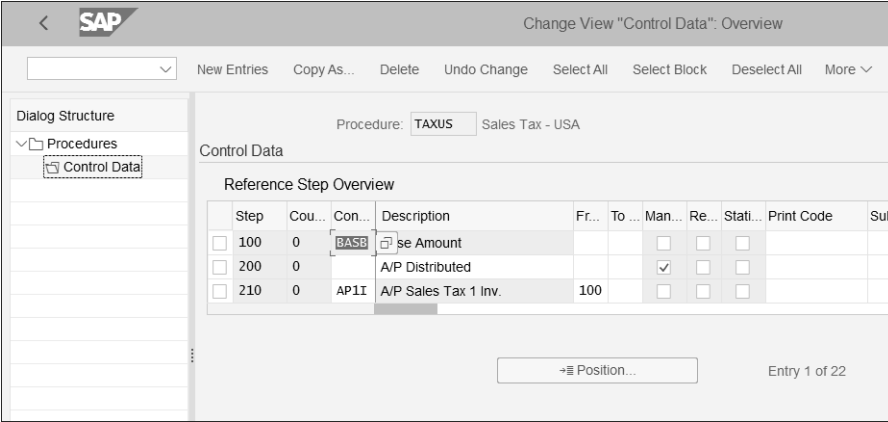 SAP Change View "Control Data": Overview
New Entries Copy As... Delete Undo Change Select All Select Block Deselect All More
Dialog Structure
Procedures
Control Data
Procedure: TAXUS Sales Tax - USA
Control Data
Reference Step Overview
Step Cou... Con... Description Fr... To ... Man... Re... Stati... Print Code Sul
100 0 BASB se Amount
200 0 A/P Distributed
210 0 AP1I A/P Sales Tax 1 Inv. 100
Position... Entry 1 of 22